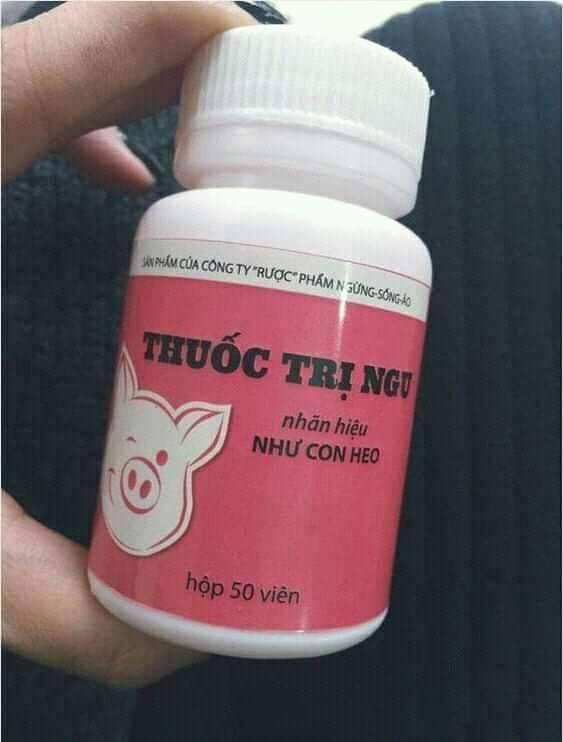 SẢN PHẨM CỦA CÔNG TY "RƯỢC" PHẨM NGỪNG-SỐNG-ẢO
THUỐC TRỊ NGU
nhãn hiệu
NHƯ CON HEO
hộp 50 viên